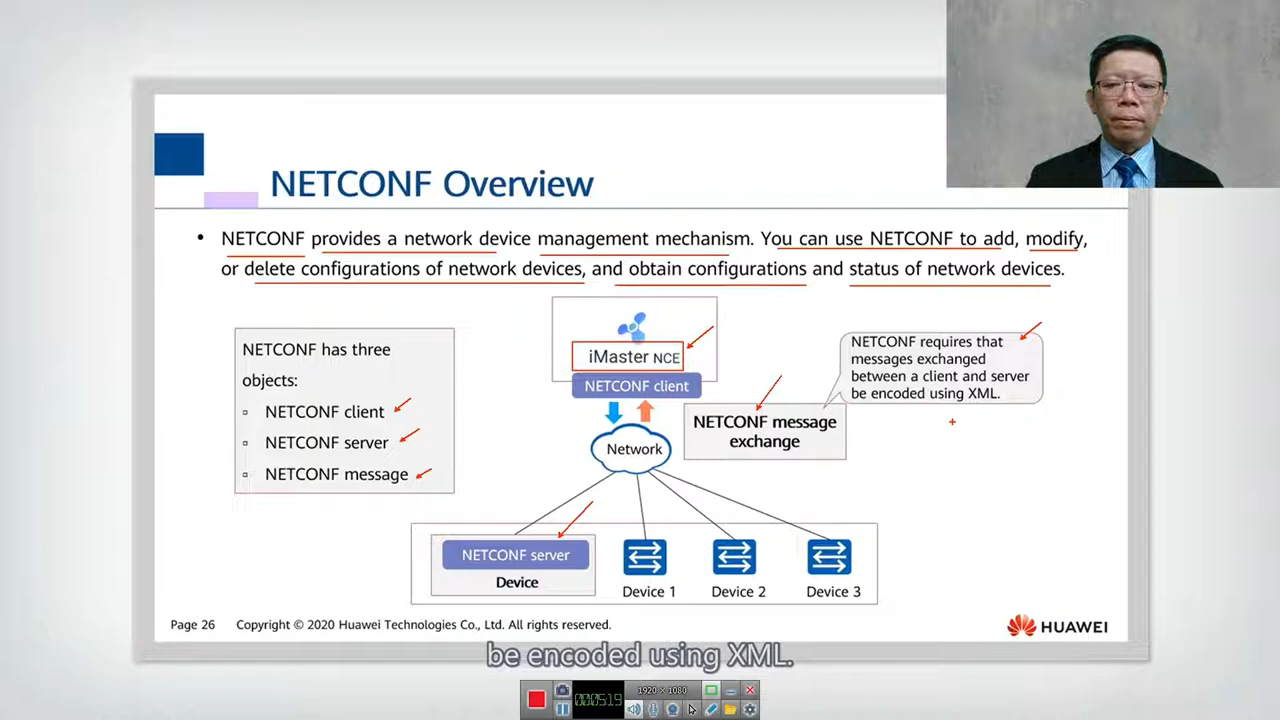 NETCONF Overview
• NETCONF provides a network device management mechanism. You can use NETCONF to add, modify,
or delete configurations of network devices, and obtain configurations and status of network devices.
NETCONF has three
objects:
NETCONF client
NETCONF server
NETCONF message
iMaster NCE
NETCONF client
Network
NETCONF message
exchange
NETCONF requires that
messages exchanged
between a client and server
be encoded using XML.
NETCONF server
Device
Device 1
Device 2
Device 3
Page 26
Copyright © 2020 Huawei Technologies Co., Ltd. All rights reserved.
HUAWEI
be encoded using XML.
000:05:19
1920 × 1080